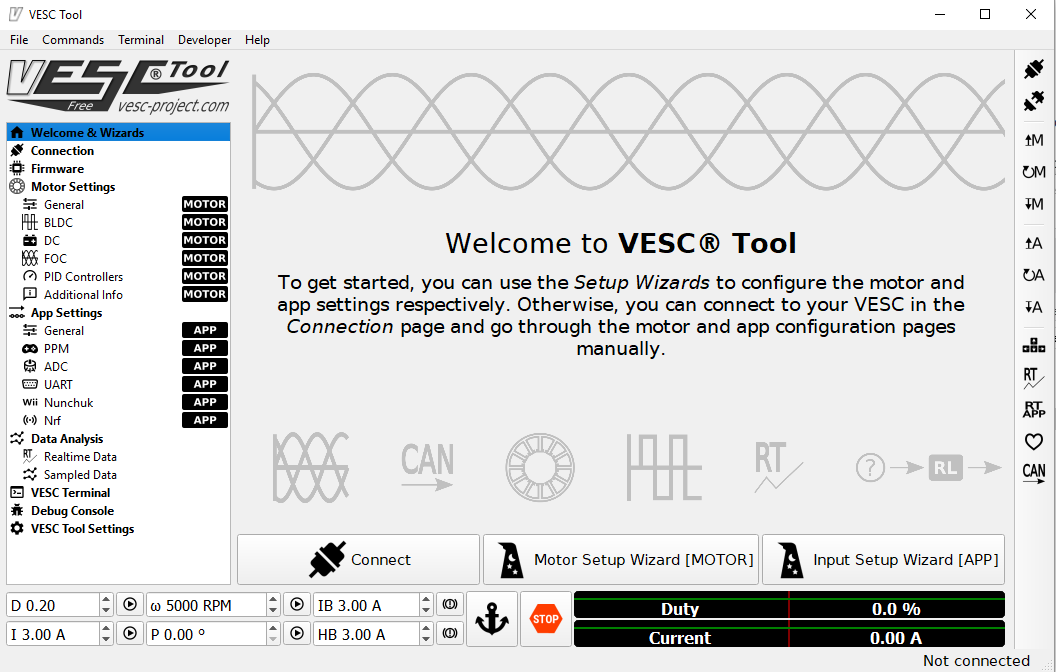 VESC Tool
File Commands Terminal Developer Help
VESC® Tool
Free vesc-project.com
Welcome & Wizards
Connection
Firmware
Motor Settings
General MOTOR
BLDC MOTOR
DC MOTOR
FOC MOTOR
PID Controllers MOTOR
Additional Info MOTOR
App Settings
General APP
PPM APP
ADC APP
UART APP
Wii Nunchuk APP
Nrf APP
Data Analysis
RT Realtime Data
Sampled Data
VESC Terminal
Debug Console
VESC Tool Settings
Welcome to VESC® Tool
To get started, you can use the Setup Wizards to configure the motor and
app settings respectively. Otherwise, you can connect to your VESC in the
Connection page and go through the motor and app configuration pages
manually.
CAN RT ? RL
Connect Motor Setup Wizard [MOTOR] Input Setup Wizard [APP]
M
M
M
A
A
A
RT
RT
APP
CAN
D 0.20 ω 5000 RPM IB 3.00 A
I 3.00 A P 0.00 º HB 3.00 A
STOP
Duty 0.0 %
Current 0.00 A
Not connected